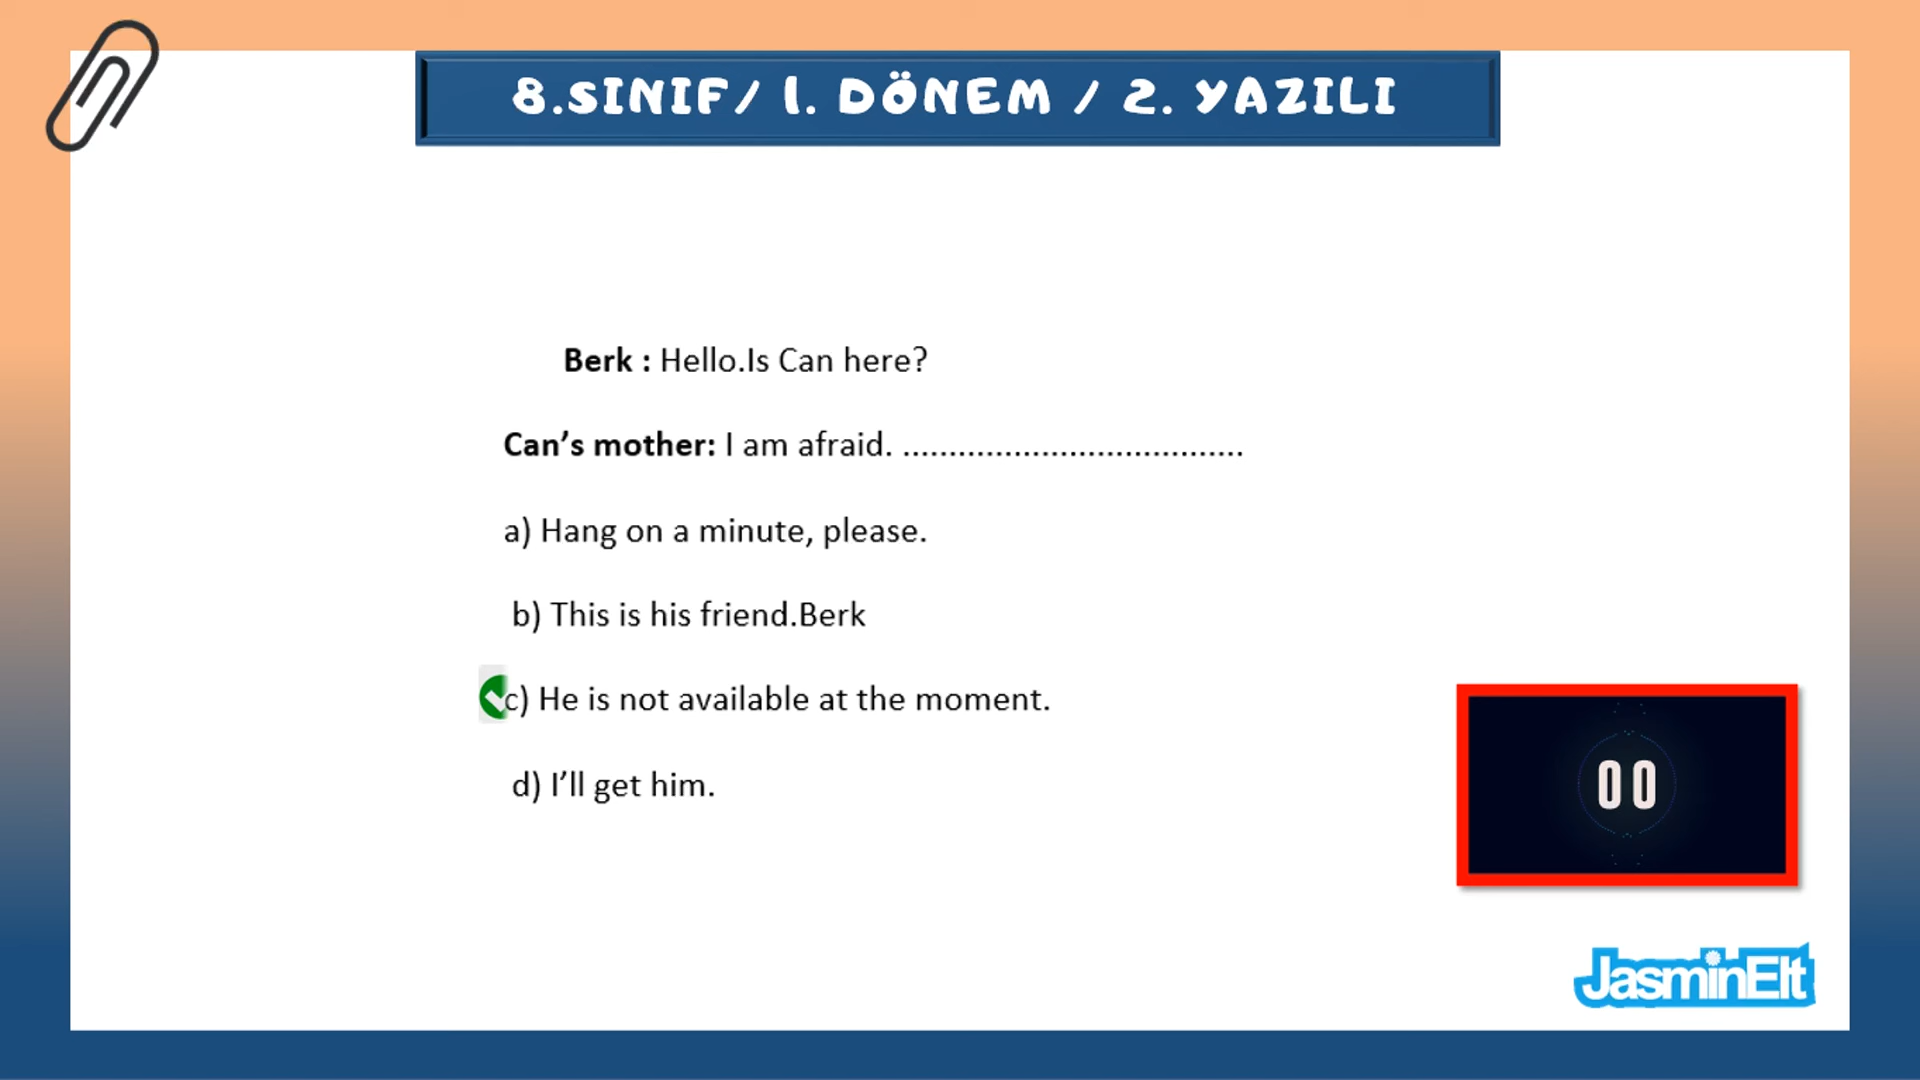 8.SINIF/ 1. DÖNEM / 2. YAZILI
Berk : Hello.Is Can here?
Can’s mother: I am afraid. .....................................
a) Hang on a minute, please.
b) This is his friend.Berk
c) He is not available at the moment.
d) I’ll get him.
00
JasminElt